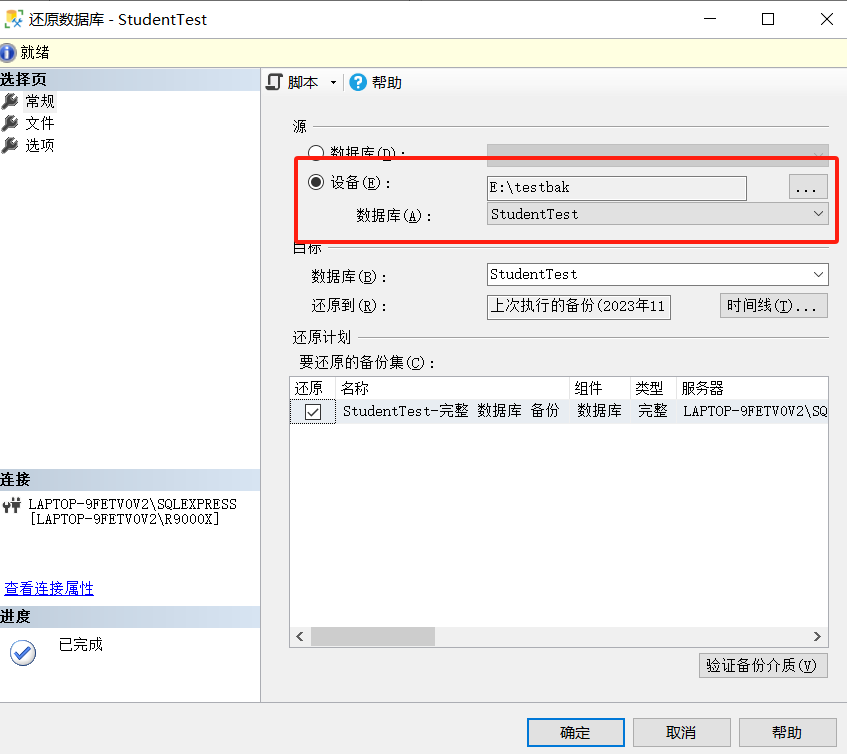 还原数据库 - StudentTest
就绪
选择页
常规
文件
选项
脚本
帮助
源
数据库(D):
设备(E):
E:\testbak
...
数据库(A):
StudentTest
目标
数据库(B):
StudentTest
还原到(R):
上次执行的备份(2023年11
时间线(T)...
还原计划
要还原的备份集(C):
还原 名称 组件 类型 服务器
StudentTest-完整 数据库 备份 数据库 完整 LAPTOP-9FETV0V2\SQ
连接
LAPTOP-9FETV0V2\SQLEXPRESS
[LAPTOP-9FETV0V2\R9000X]
查看连接属性
进度
已完成
验证备份介质(V)
确定
取消
帮助